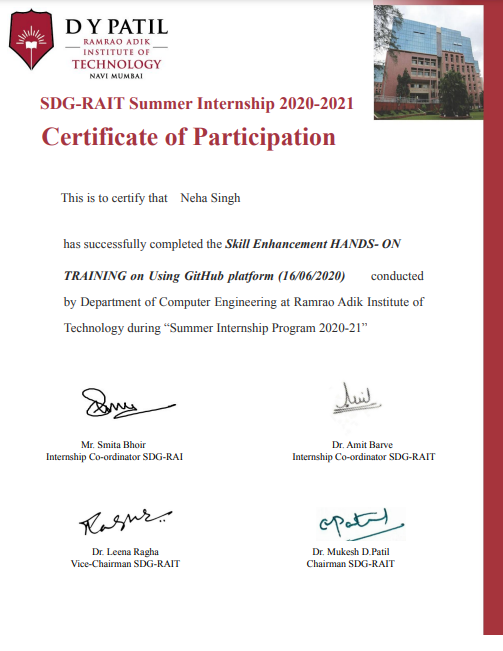 D Y PATIL
RAMRAO ADIK
INSTITUTE OF
TECHNOLOGY
NAVI MUMBAI
SDG-RAIT Summer Internship 2020-2021
Certificate of Participation
This is to certify that Neha Singh
has successfully completed the Skill Enhancement HANDS- ON
TRAINING on Using GitHub platform (16/06/2020) conducted
by Department of Computer Engineering at Ramrao Adik Institute of
Technology during “Summer Internship Program 2020-21”
Mr. Smita Bhoir
Internship Co-ordinator SDG-RAI
Dr. Amit Barve
Internship Co-ordinator SDG-RAIT
Dr. Leena Ragha
Vice-Chairman SDG-RAIT
Dr. Mukesh D.Patil
Chairman SDG-RAIT